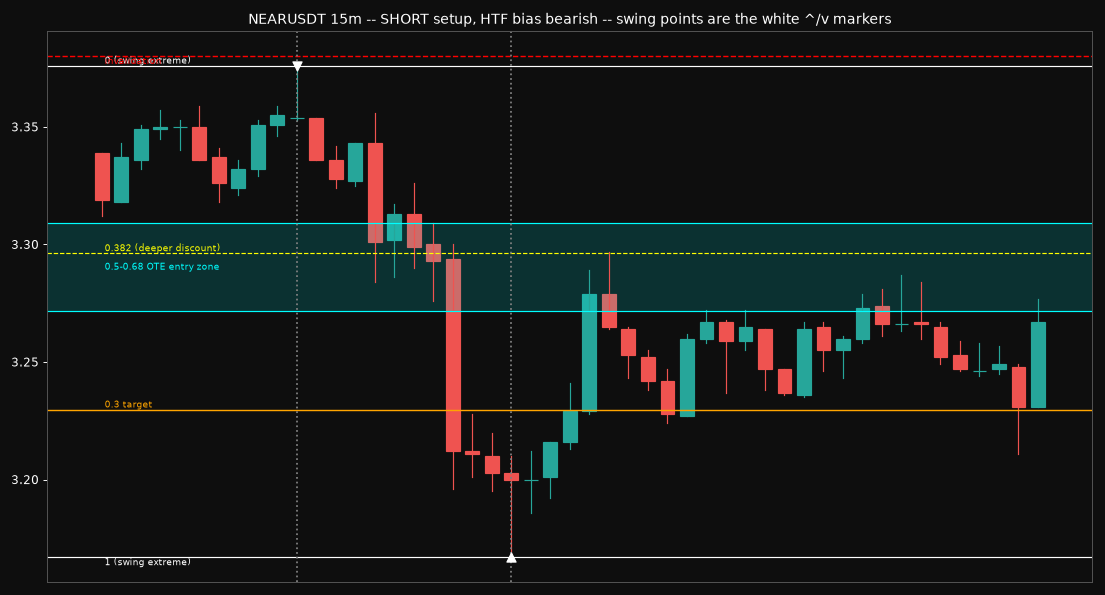 NEARUSDT 15m -- SHORT setup, HTF bias bearish -- swing points are the white ^/v markers
0 (swing extreme)
3.35
3.30
0.382 (deeper discount)
0.5-0.68 OTE entry zone
3.25
0.3 target
3.20
1 (swing extreme)